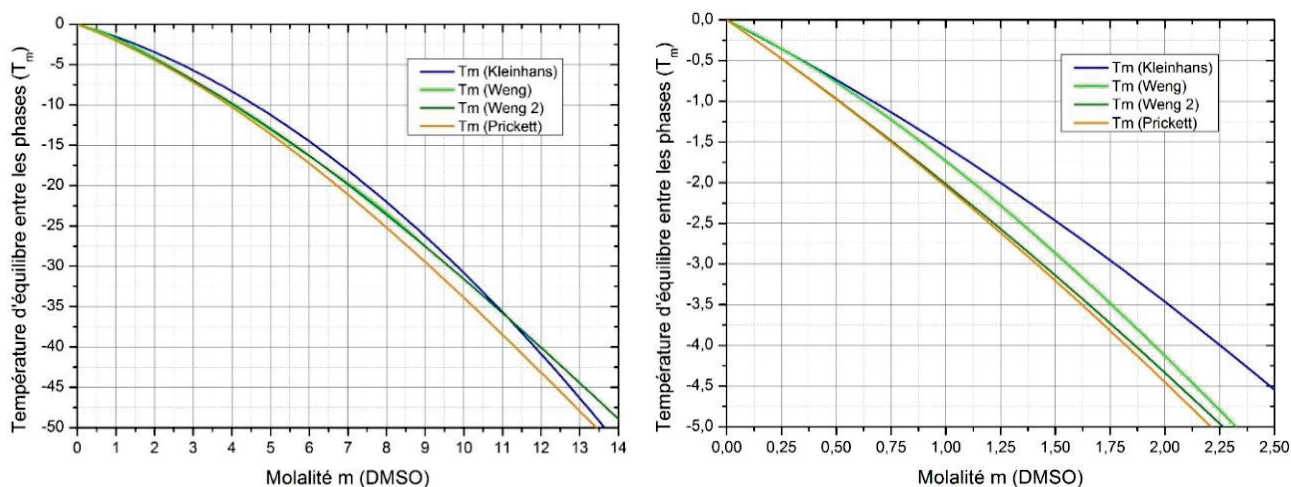 Température d'équilibre entre les phases (Tm)
0
-5
-10
-15
-20
-25
-30
-35
-40
-45
-50
0 1 2 3 4 5 6 7 8 9 10 11 12 13 14
Molalité m (DMSO)
Tm (Kleinhans)
Tm (Weng)
Tm (Weng 2)
Tm (Prickett)
Température d'équilibre entre les phases (Tm)
0,0
-0,5
-1,0
-1,5
-2,0
-2,5
-3,0
-3,5
-4,0
-4,5
-5,0
0,00 0,25 0,50 0,75 1,00 1,25 1,50 1,75 2,00 2,25 2,50
Molalité m (DMSO)
Tm (Kleinhans)
Tm (Weng)
Tm (Weng 2)
Tm (Prickett)